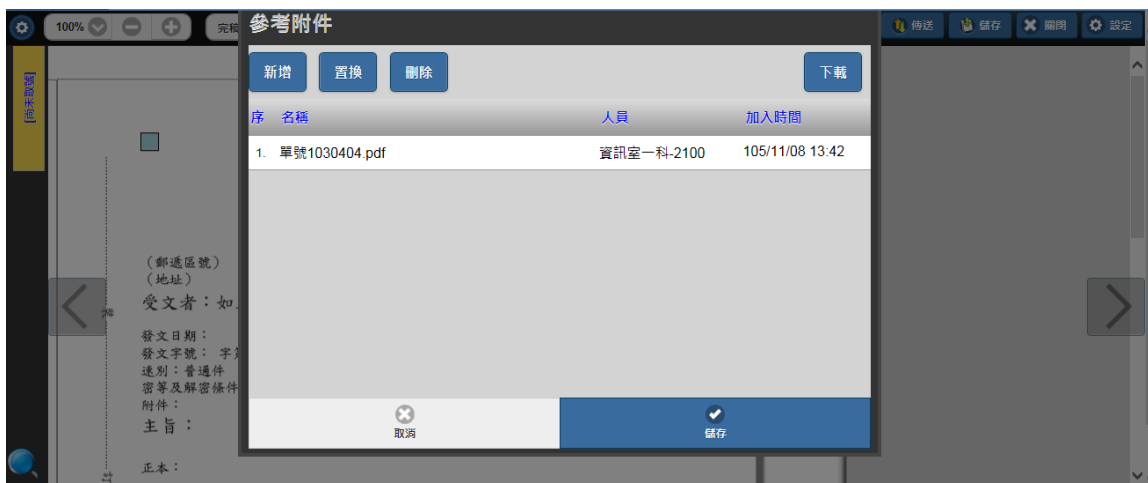 100%
完稿
參考附件
傳送
儲存
關閉
設定
[尚未取號]
新增
置換
刪除
下載
序 名稱 人員 加入時間
1. 單號1030404.pdf 資訊室一科-2100 105/11/08 13:42
(郵遞區號)
(地址)
受文者：如
發文日期：
發文字號： 字第
速別：普通件
密等及解密條件
附件：
主旨：
正本：
取消
儲存